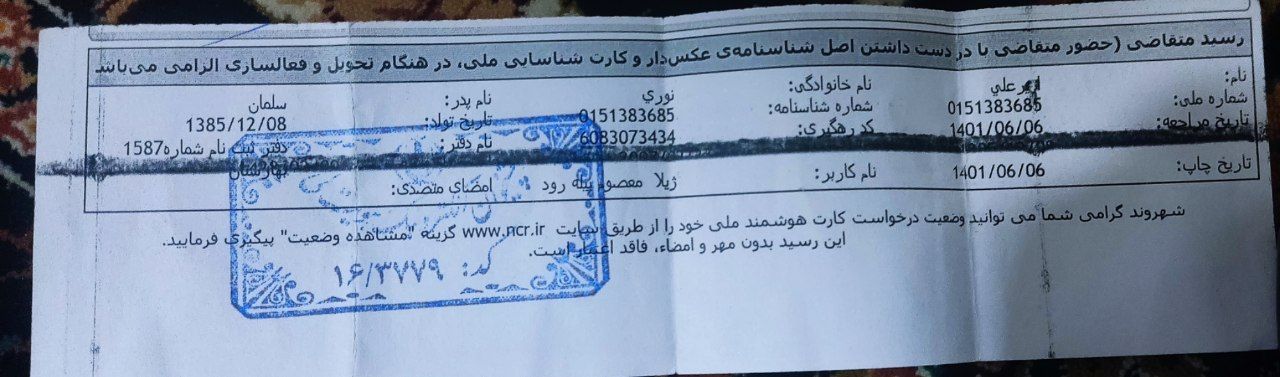 رسید متقاضی (حضور متقاضی با در دست داشتن اصل شناسنامه‌ی عکس‌دار و کارت شناسایی ملی، در هنگام تحویل و فعالسازی الزامی می‌باشد
نام: نام خانوادگی: نوري نام پدر: سلمان
شماره ملی: 0151383685 شماره شناسنامه: 0151383685 تاریخ تولد: 1385/12/08
تاریخ مراجعه: 1401/06/06 کد رهگیری: 6083073434 نام دفتر: دفتر ثبت نام شماره1587
بهارستان
تاریخ چاپ: 1401/06/06 نام کاربر: ژیلا معصوم پیله رود امضای متصدی:
شهروند گرامی شما می توانید وضعیت درخواست کارت هوشمند ملی خود را از طریق سایت www.ncr.ir گزینه "مشاهده وضعیت" پیگیری فرمایید.
این رسید بدون مهر و امضاء، فاقد اعتبار است.
کد: ۱۶/۳۷۷۹